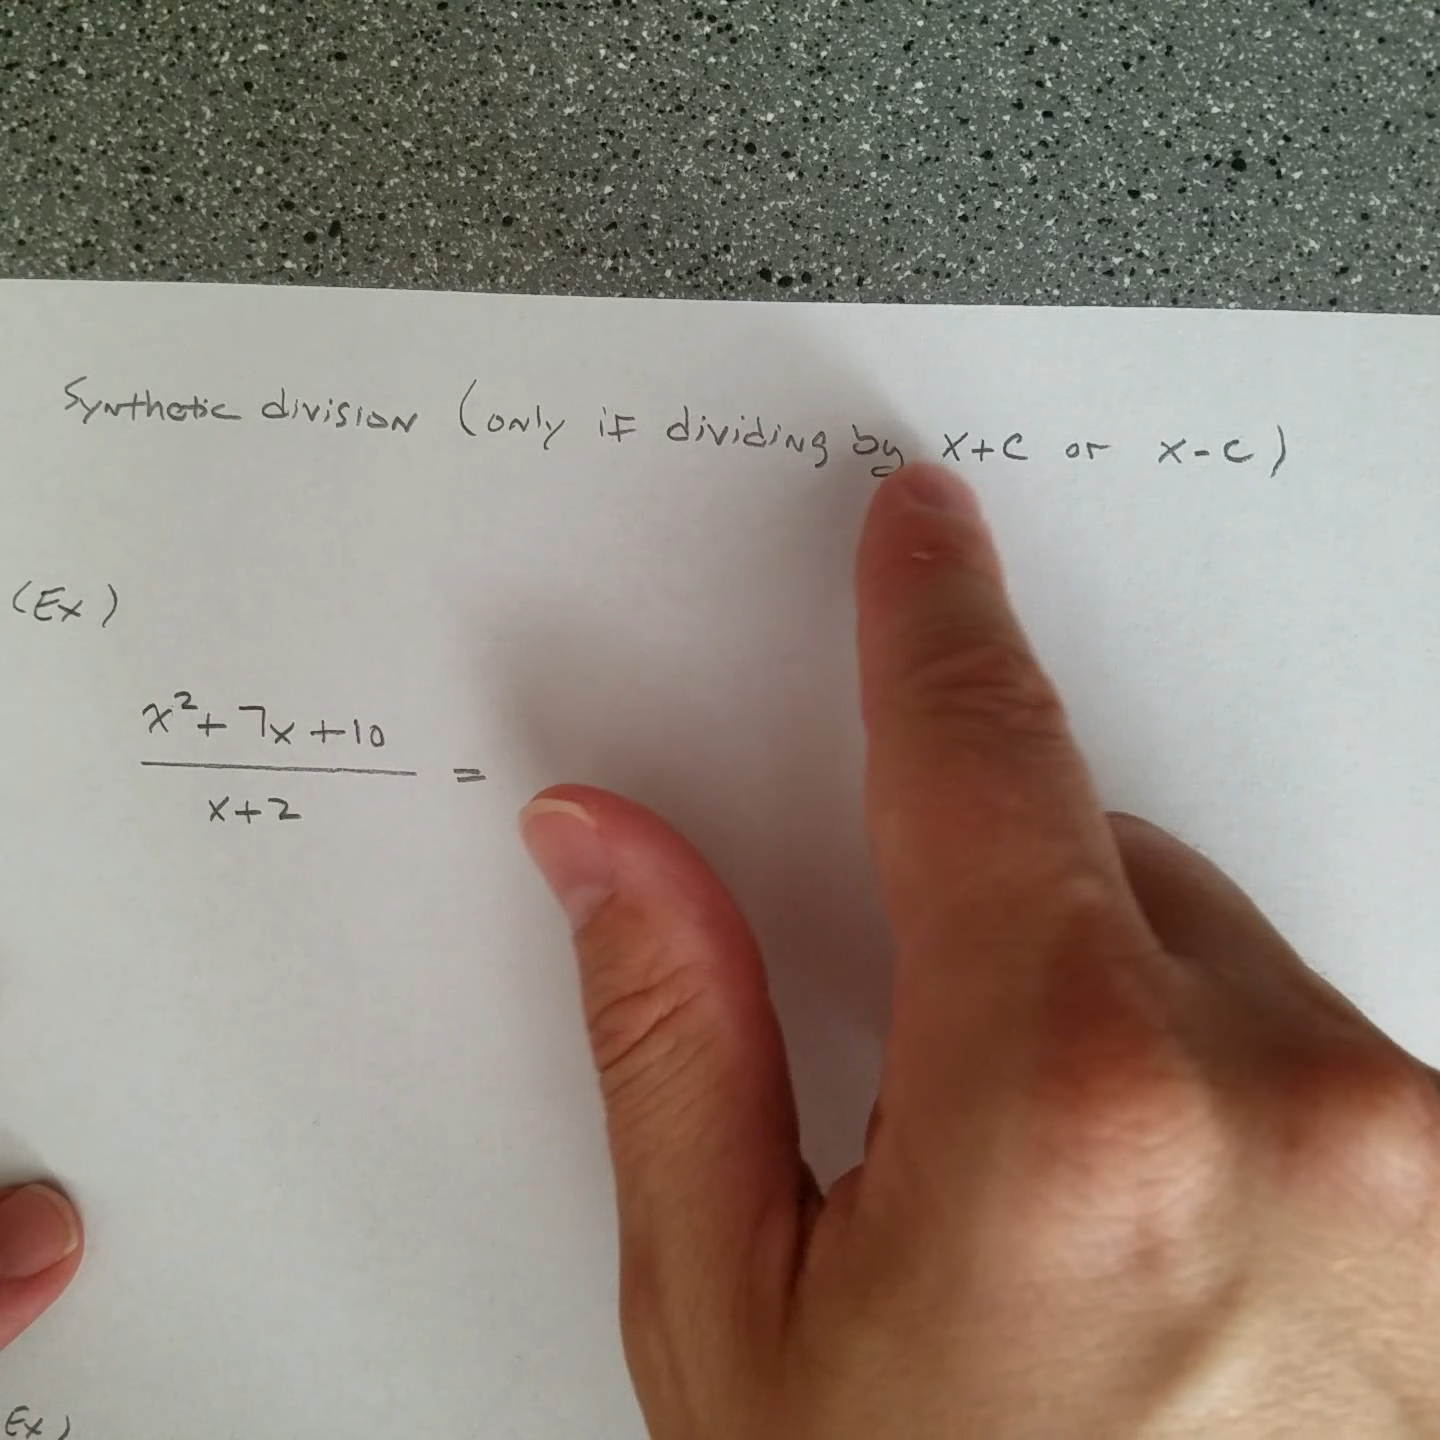 Synthetic division (only if dividing by x+c or x-c)
(Ex)
x²+7x+10
x+2
=
Ex)